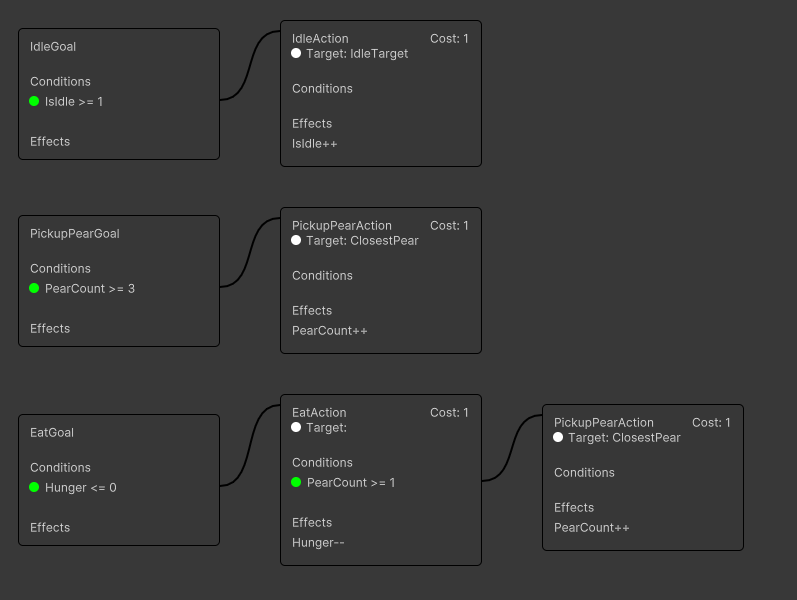 IdleGoal
Conditions
IsIdle >= 1
Effects
IdleAction Cost: 1
Target: IdleTarget
Conditions
Effects
IsIdle++
PickupPearGoal
Conditions
PearCount >= 3
Effects
PickupPearAction Cost: 1
Target: ClosestPear
Conditions
Effects
PearCount++
EatGoal
Conditions
Hunger <= 0
Effects
EatAction Cost: 1
Target:
Conditions
PearCount >= 1
Effects
Hunger--
PickupPearAction Cost: 1
Target: ClosestPear
Conditions
Effects
PearCount++